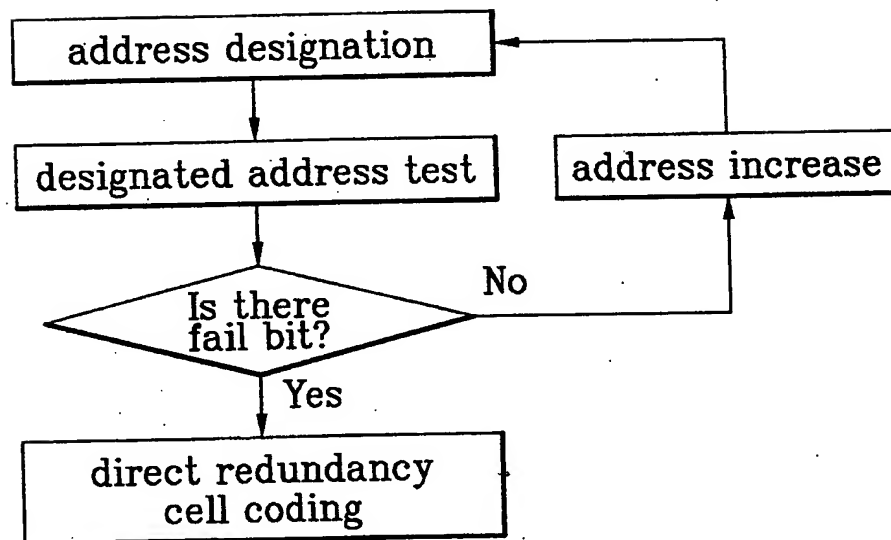 address designation
designated address test
address increase
Is there
fail bit?
No
Yes
direct redundancy
cell coding